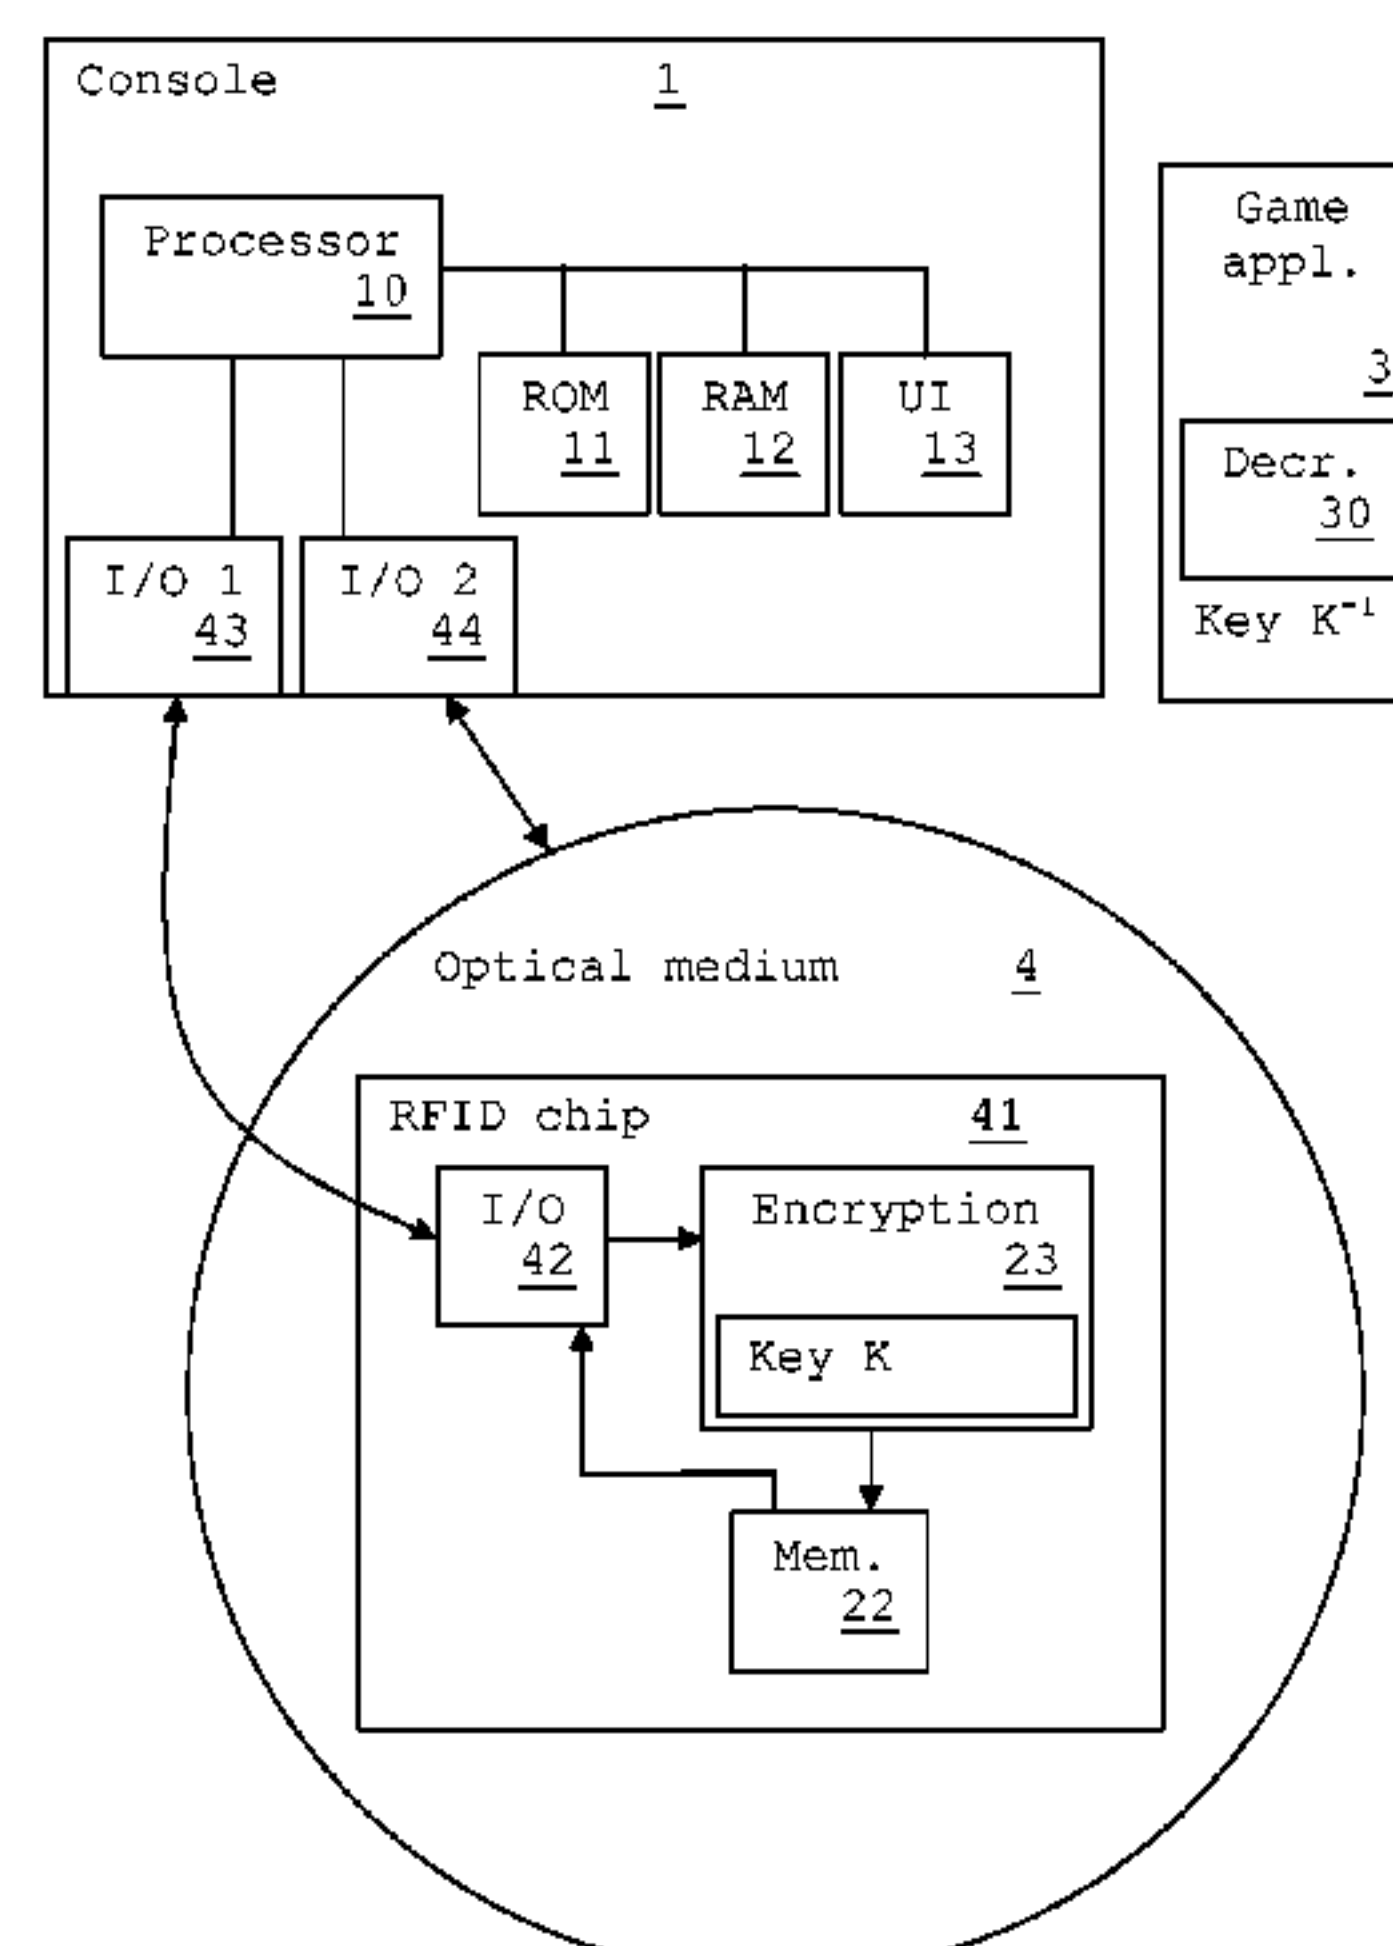 Console 1
Processor
10
ROM
11
RAM
12
UI
13
I/O 1
43
I/O 2
44
Game
appl.
3
Decr.
30
Key K⁻¹
Optical medium 4
RFID chip 41
I/O
42
Encryption
23
Key K
Mem.
22